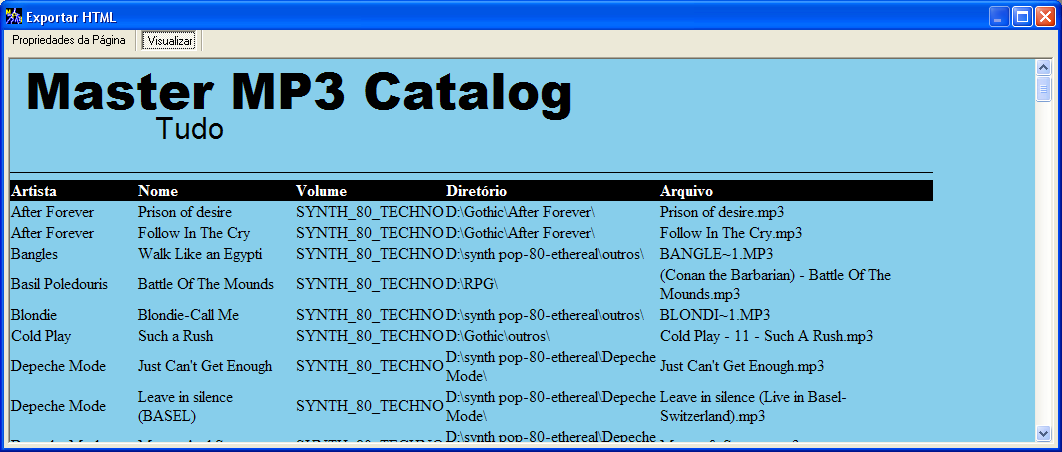 Exportar HTML
Propriedades da Página Visualizar
Master MP3 Catalog
Tudo
Artista Nome Volume Diretório Arquivo
After Forever Prison of desire SYNTH_80_TECHNO D:\Gothic\After Forever\ Prison of desire.mp3
After Forever Follow In The Cry SYNTH_80_TECHNO D:\Gothic\After Forever\ Follow In The Cry.mp3
Bangles Walk Like an Egypti SYNTH_80_TECHNO D:\synth pop-80-ethereal\outros\ BANGLE~1.MP3
Basil Poledouris Battle Of The Mounds SYNTH_80_TECHNO D:\RPG\ (Conan the Barbarian) - Battle Of The
Mounds.mp3
Blondie Blondie-Call Me SYNTH_80_TECHNO D:\synth pop-80-ethereal\outros\ BLONDI~1.MP3
Cold Play Such a Rush SYNTH_80_TECHNO D:\Gothic\outros\ Cold Play - 11 - Such A Rush.mp3
Depeche Mode Just Can't Get Enough SYNTH_80_TECHNO D:\synth pop-80-ethereal\Depeche
Mode\ Just Can't Get Enough.mp3
Depeche Mode Leave in silence
(BASEL) SYNTH_80_TECHNO D:\synth pop-80-ethereal\Depeche
Mode\ Leave in silence (Live in Basel-
Switzerland).mp3
D:\synth pop-80-ethereal\Depeche